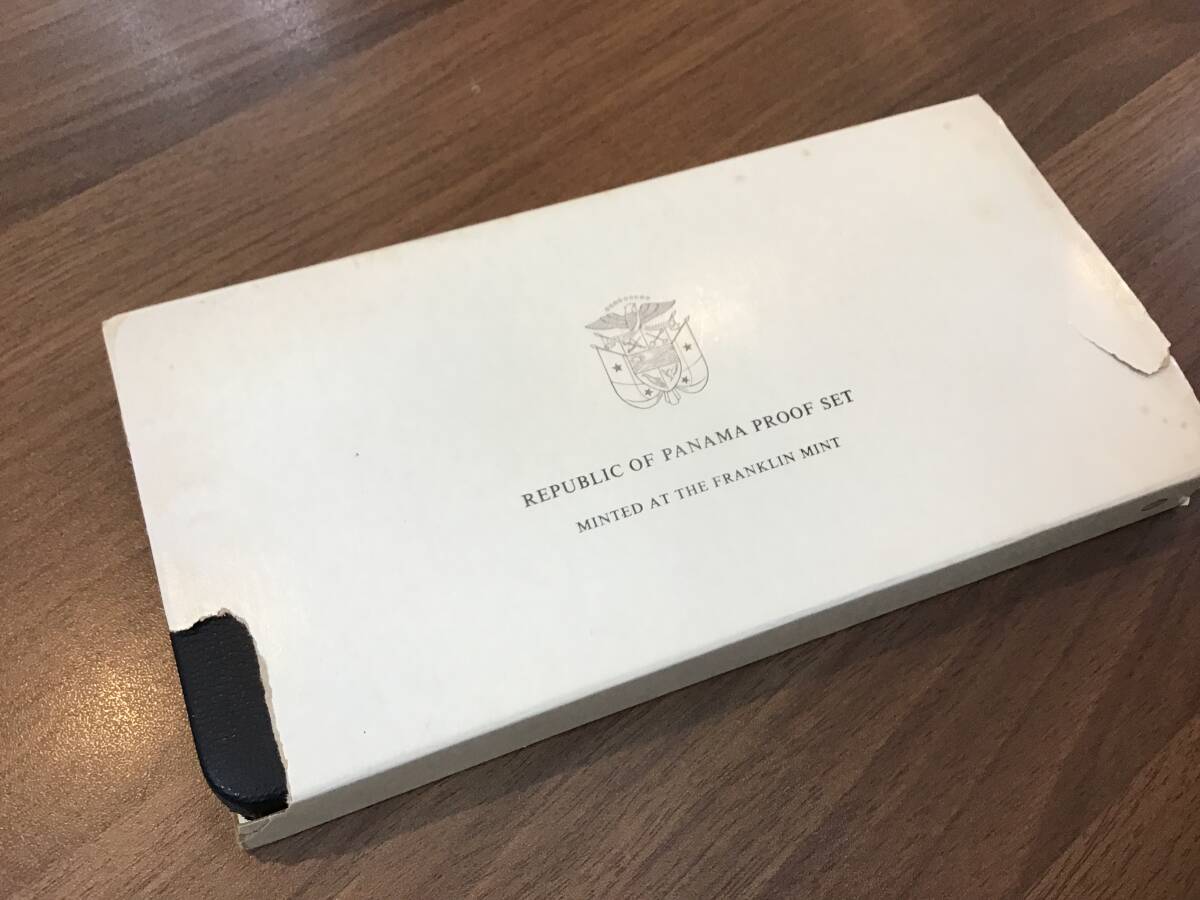 REPUBLIC OF PANAMA PROOF SET
MINTED AT THE FRANKLIN MINT